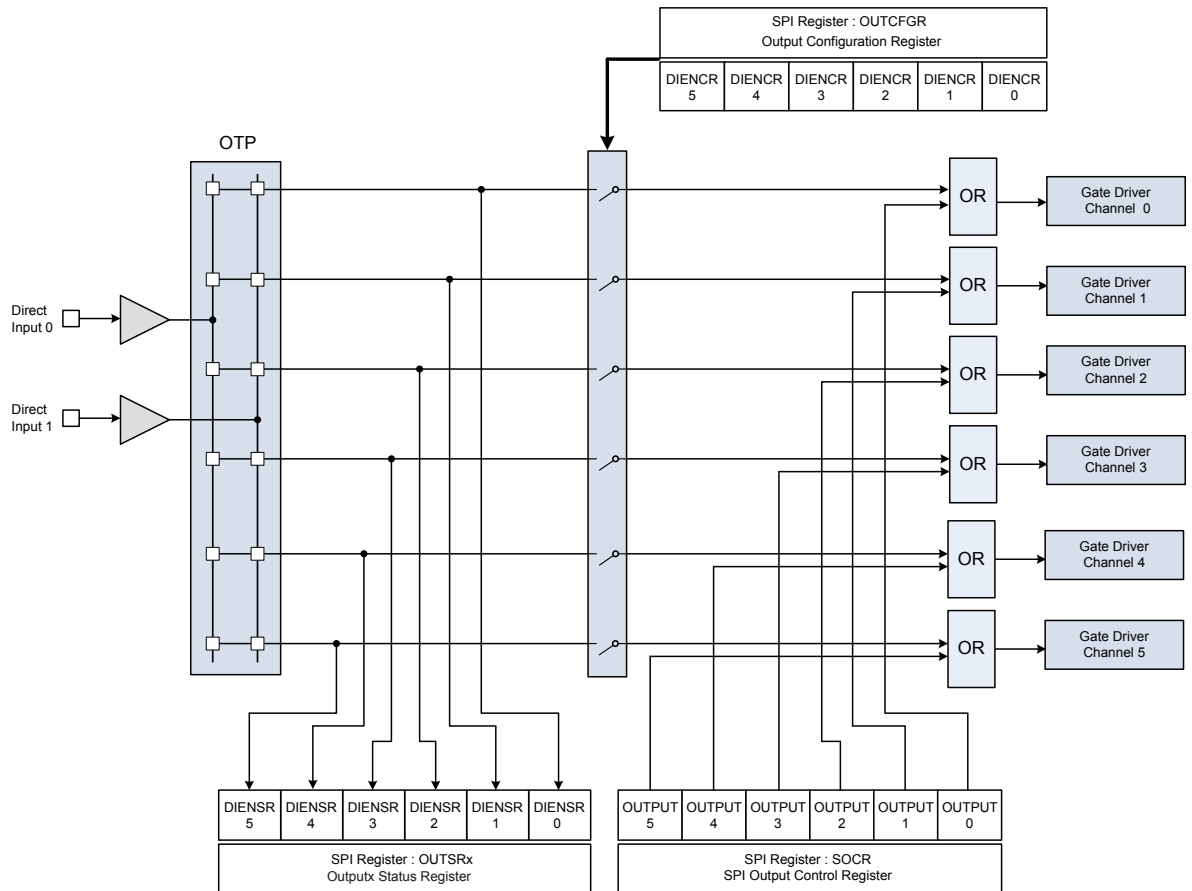 SPI Register : OUTCFGR
Output Configuration Register
DIENCR
5
DIENCR
4
DIENCR
3
DIENCR
2
DIENCR
1
DIENCR
0
OTP
OR
Gate Driver
Channel 0
OR
Gate Driver
Channel 1
Direct
Input 0
OR
Gate Driver
Channel 2
Direct
Input 1
OR
Gate Driver
Channel 3
OR
Gate Driver
Channel 4
OR
Gate Driver
Channel 5
DIENSR
5
DIENSR
4
DIENSR
3
DIENSR
2
DIENSR
1
DIENSR
0
SPI Register : OUTSRx
Outputx Status Register
OUTPUT
5
OUTPUT
4
OUTPUT
3
OUTPUT
2
OUTPUT
1
OUTPUT
0
SPI Register : SOCR
SPI Output Control Register